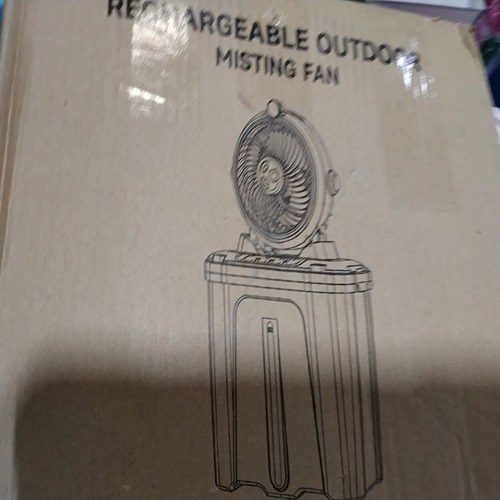 RECHARGEABLE OUTDOOR
MISTING FAN